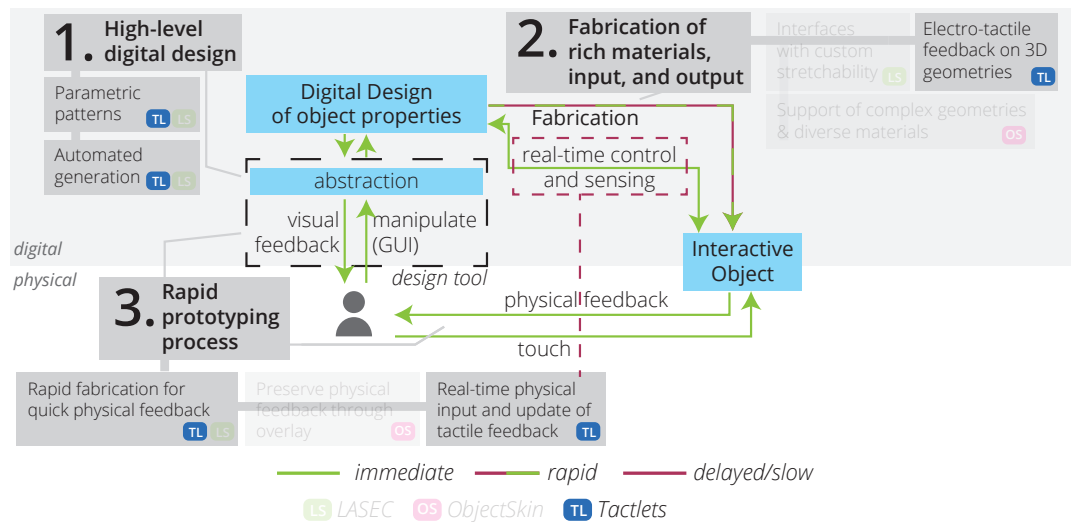 1. High-level
digital design
Parametric
patterns TL LS
Automated
generation TL LS
2. Fabrication of
rich materials,
input, and output
Interfaces
with custom
stretchability LS
Electro-tactile
feedback on 3D
geometries TL
Support of complex geometries
& diverse materials OS
Digital Design
of object properties
Fabrication
real-time control
and sensing
abstraction
visual
feedback
manipulate
(GUI)
design tool
digital
physical
Interactive
Object
3. Rapid
prototyping
process
physical feedback
touch
Rapid fabrication for
quick physical feedback
TL LS
Preserve physical
feedback through
overlay OS
Real-time physical
input and update of
tactile feedback TL
immediate
rapid
delayed/slow
LS LASEC
OS ObjectSkin
TL Tactlets